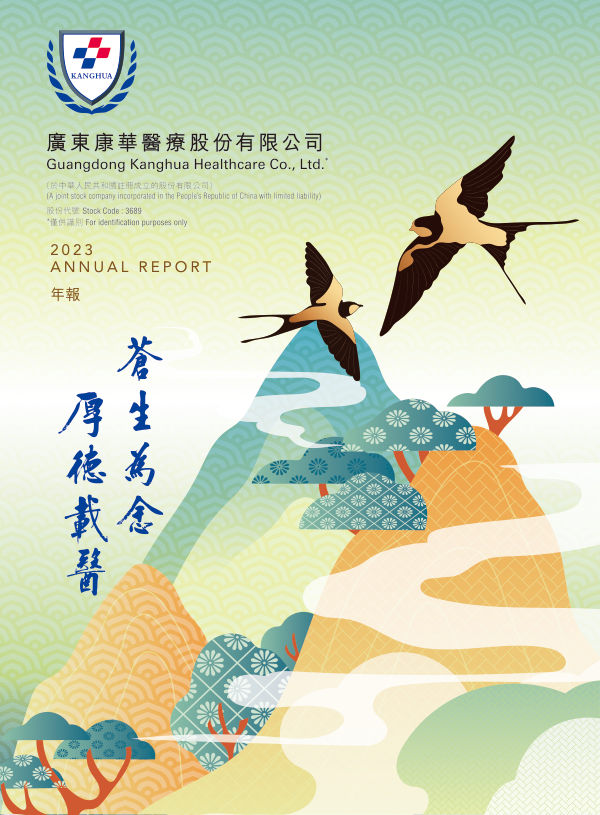 KANGHUA
廣東康華醫療股份有限公司
Guangdong Kanghua Healthcare Co., Ltd.*
(於中華人民共和國註冊成立的股份有限公司)
(A joint stock company incorporated in the People's Republic of China with limited liability)
股份代號 Stock Code : 3689
*僅供識別 For identification purposes only
2023
ANNUAL REPORT
年報
蒼生為念
厚德載醫